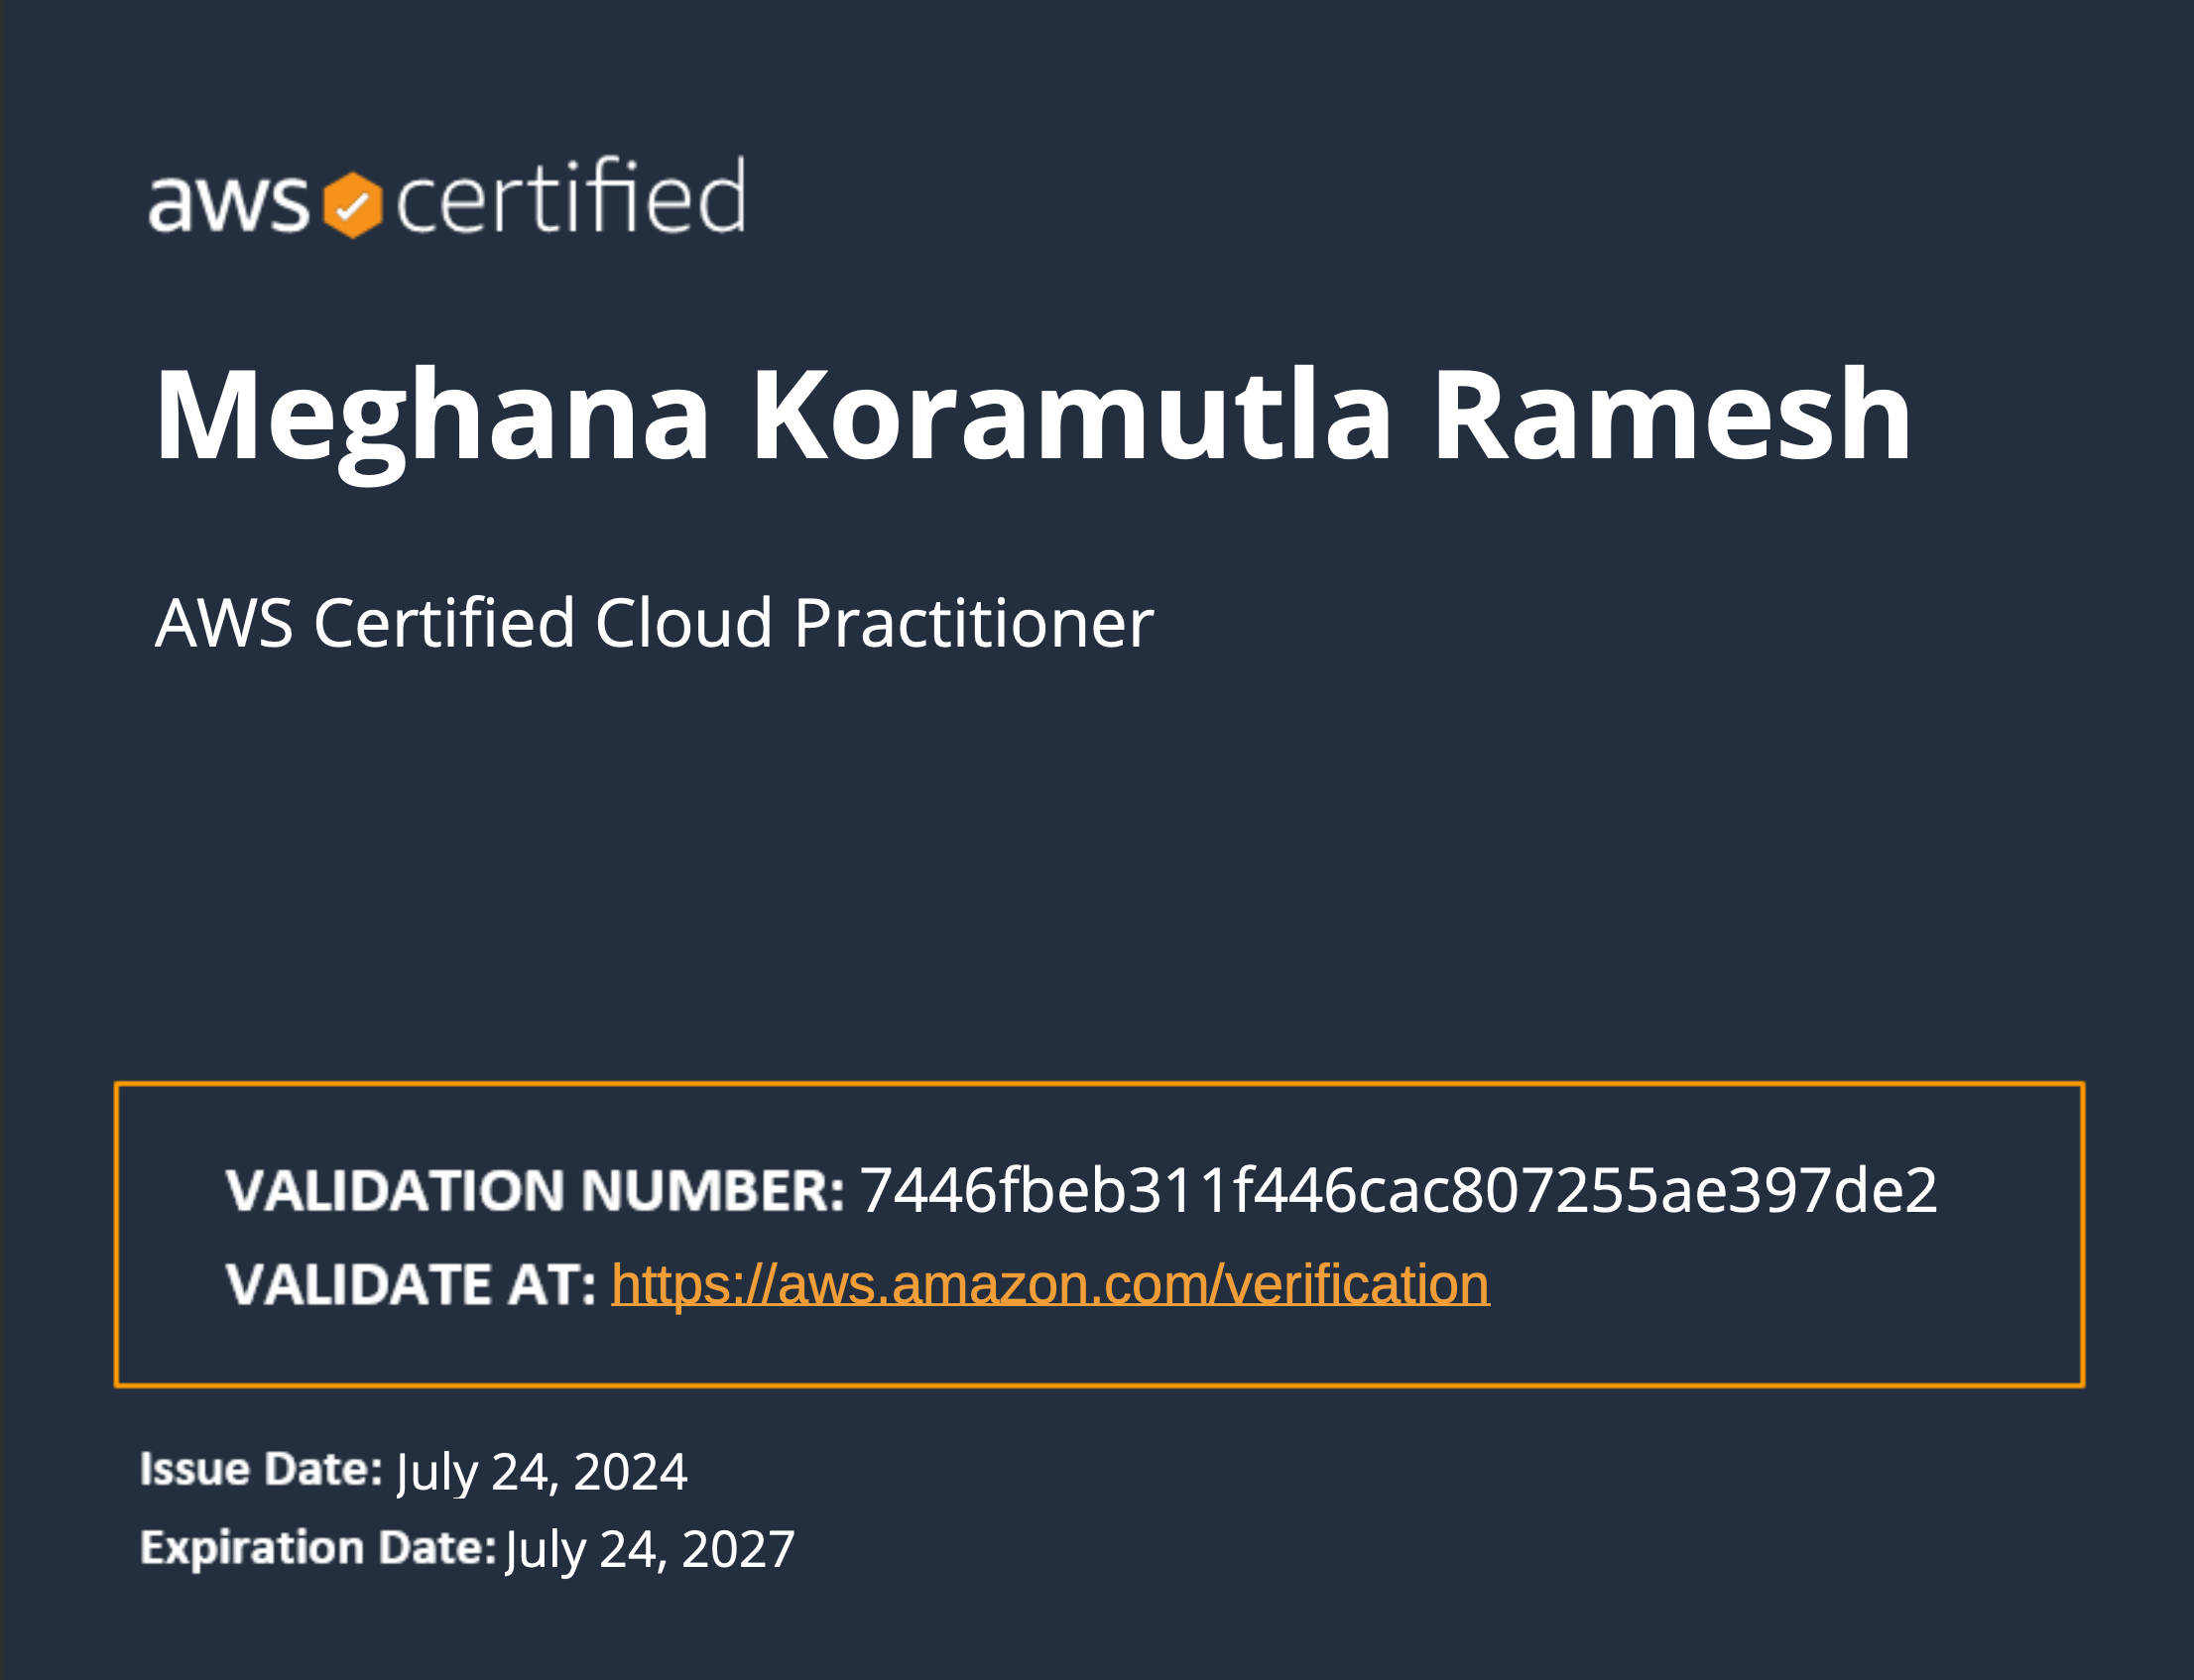 aws certified
Meghana Koramutla Ramesh
AWS Certified Cloud Practitioner
VALIDATION NUMBER: 7446fbeb311f446cac807255ae397de2
VALIDATE AT: https://aws.amazon.com/verification
Issue Date: July 24, 2024
Expiration Date: July 24, 2027